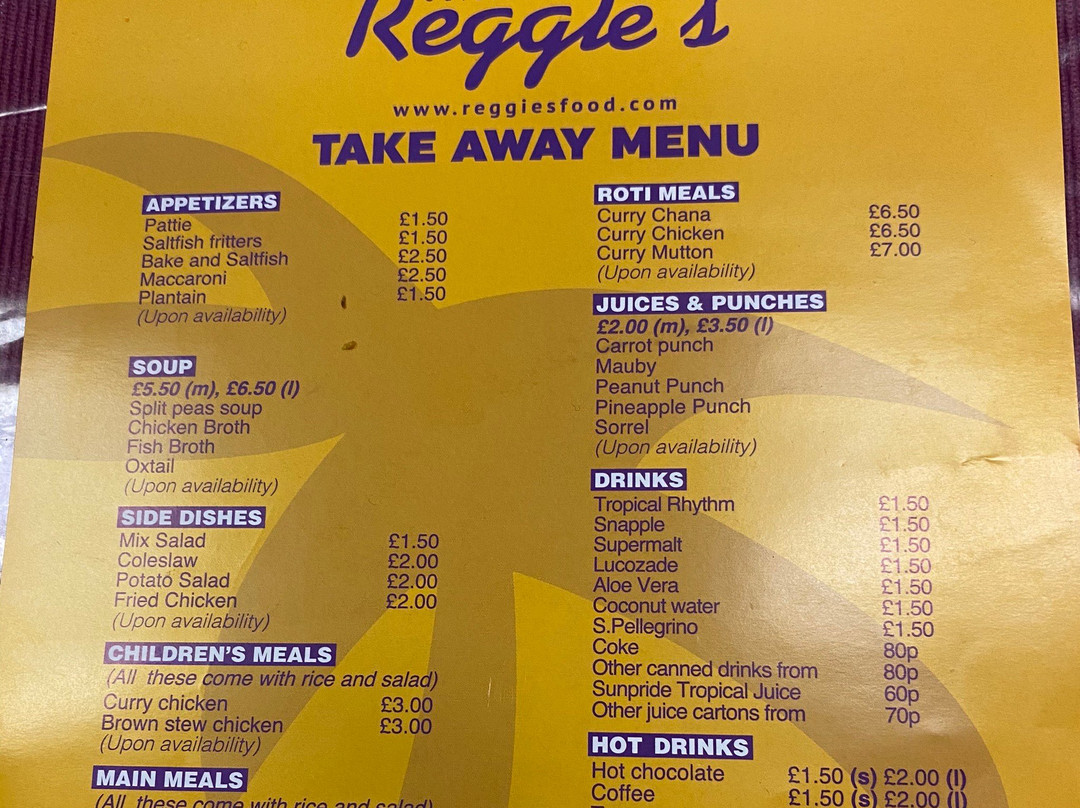 Reggie's
www.reggiesfood.com
TAKE AWAY MENU
APPETIZERS
Pattie £1.50
Saltfish fritters £1.50
Bake and Saltfish £2.50
Maccaroni £2.50
Plantain £1.50
(Upon availability)
SOUP
£5.50 (m), £6.50 (l)
Split peas soup
Chicken Broth
Fish Broth
Oxtail
(Upon availability)
SIDE DISHES
Mix Salad £1.50
Coleslaw £2.00
Potato Salad £2.00
Fried Chicken £2.00
(Upon availability)
CHILDREN'S MEALS
(All these come with rice and salad)
Curry chicken £3.00
Brown stew chicken £3.00
(Upon availability)
MAIN MEALS
(All these come with rice and salad)
ROTI MEALS
Curry Chana £6.50
Curry Chicken £6.50
Curry Mutton £7.00
(Upon availability)
JUICES & PUNCHES
£2.00 (m), £3.50 (l)
Carrot punch
Mauby
Peanut Punch
Pineapple Punch
Sorrel
(Upon availability)
DRINKS
Tropical Rhythm £1.50
Snapple £1.50
Supermalt £1.50
Lucozade £1.50
Aloe Vera £1.50
Coconut water £1.50
S.Pellegrino £1.50
Coke 80p
Other canned drinks from 80p
Sunpride Tropical Juice 60p
Other juice cartons from 70p
HOT DRINKS
Hot chocolate £1.50 (s) £2.00 (l)
Coffee £1.50 (s) £2.00 (l)